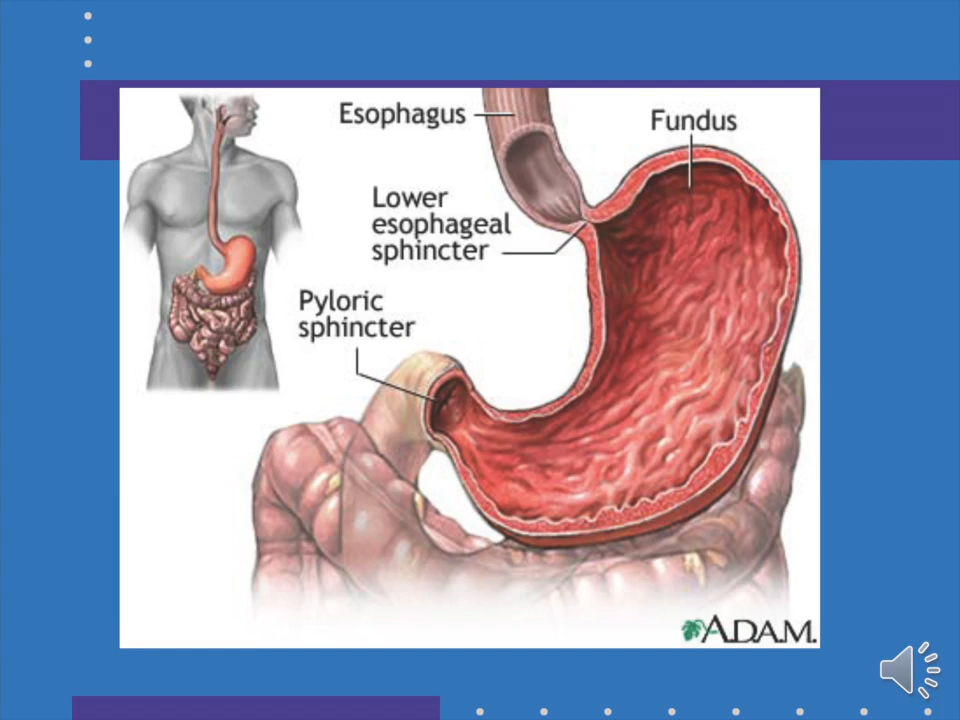 Esophagus
Fundus
Lower
esophageal
sphincter
Pyloric
sphincter
A.D.A.M.